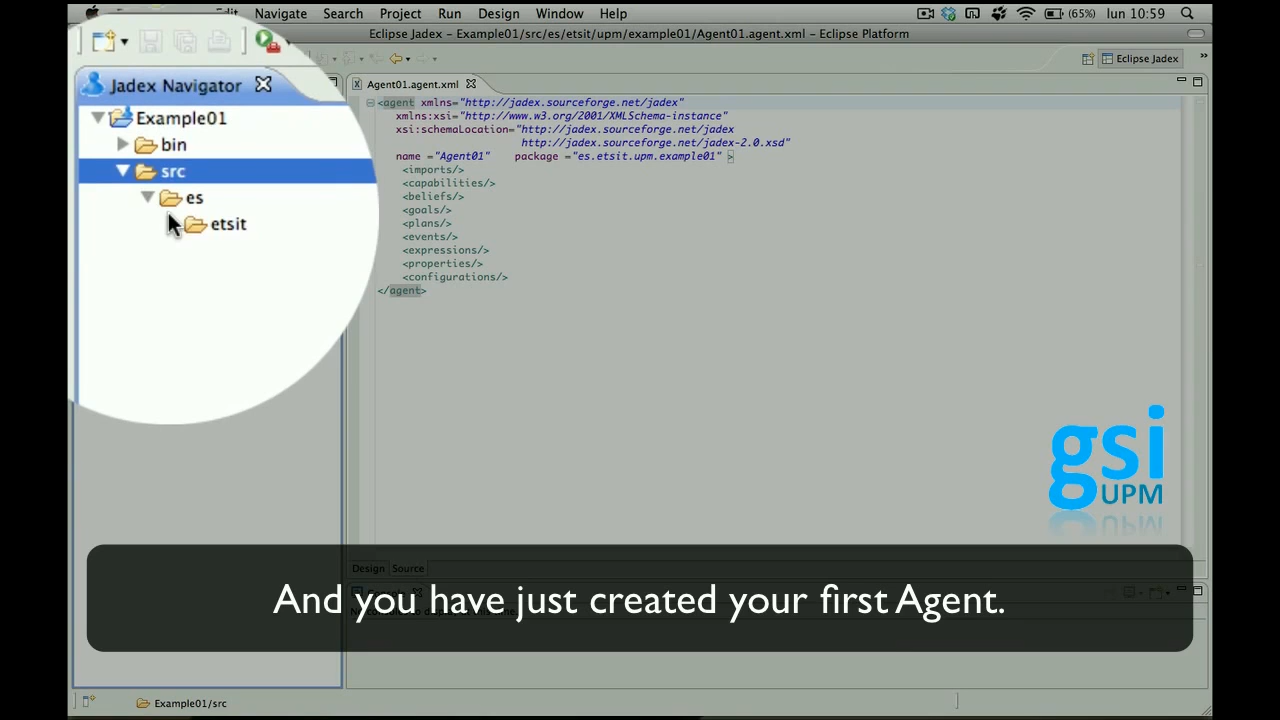 Edit Navigate Search Project Run Design Window Help (65%) lun 10:59
Eclipse Jadex – Example01/src/es/etsit/upm/example01/Agent01.agent.xml – Eclipse Platform
Eclipse Jadex
Jadex Navigator
Example01
bin
src
es
etsit
Agent01.agent.xml
<agent xmlns="http://jadex.sourceforge.net/jadex"
xmlns:xsi="http://www.w3.org/2001/XMLSchema-instance"
xsi:schemaLocation="http://jadex.sourceforge.net/jadex
http://jadex.sourceforge.net/jadex-2.0.xsd"
name ="Agent01" package ="es.etsit.upm.example01" >
<imports/>
<capabilities/>
<beliefs/>
<goals/>
<plans/>
<events/>
<expressions/>
<properties/>
<configurations/>
</agent>
gsi
UPM
Design Source
And you have just created your first Agent.
Example01/src